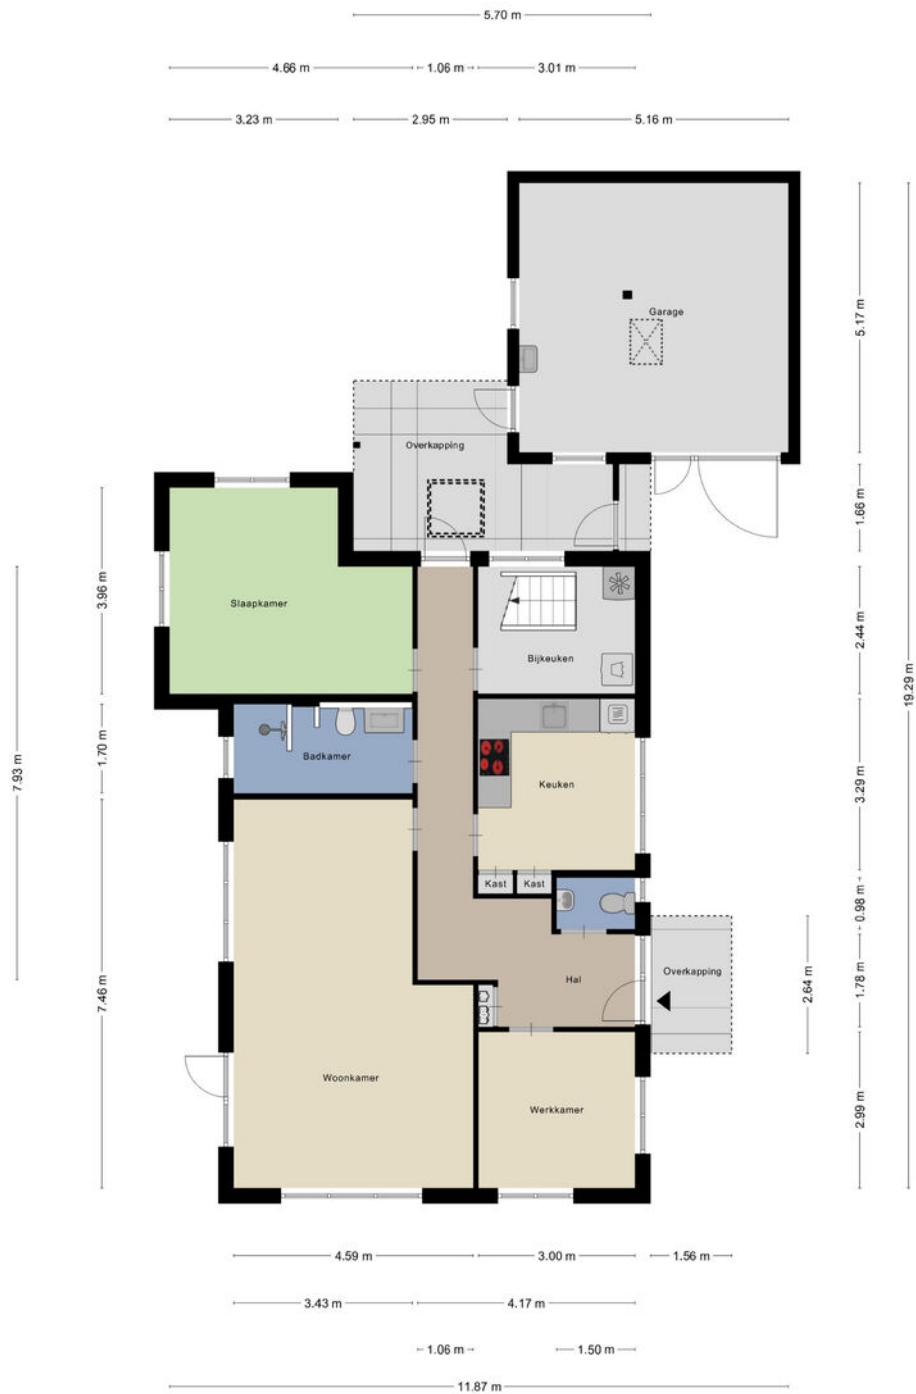 5.70 m
4.66 m
1.06 m
3.01 m
3.23 m
2.95 m
5.16 m
Garage
5.17 m
Overkapping
1.66 m
Slaapkamer
3.96 m
Bijkeuken
2.44 m
19.29 m
1.70 m
Badkamer
7.93 m
Keuken
3.29 m
Kast
Kast
0.98 m
Overkapping
Hal
1.78 m
2.64 m
7.46 m
Woonkamer
Werkkamer
2.99 m
4.59 m
3.00 m
1.56 m
3.43 m
4.17 m
1.06 m
1.50 m
11.87 m